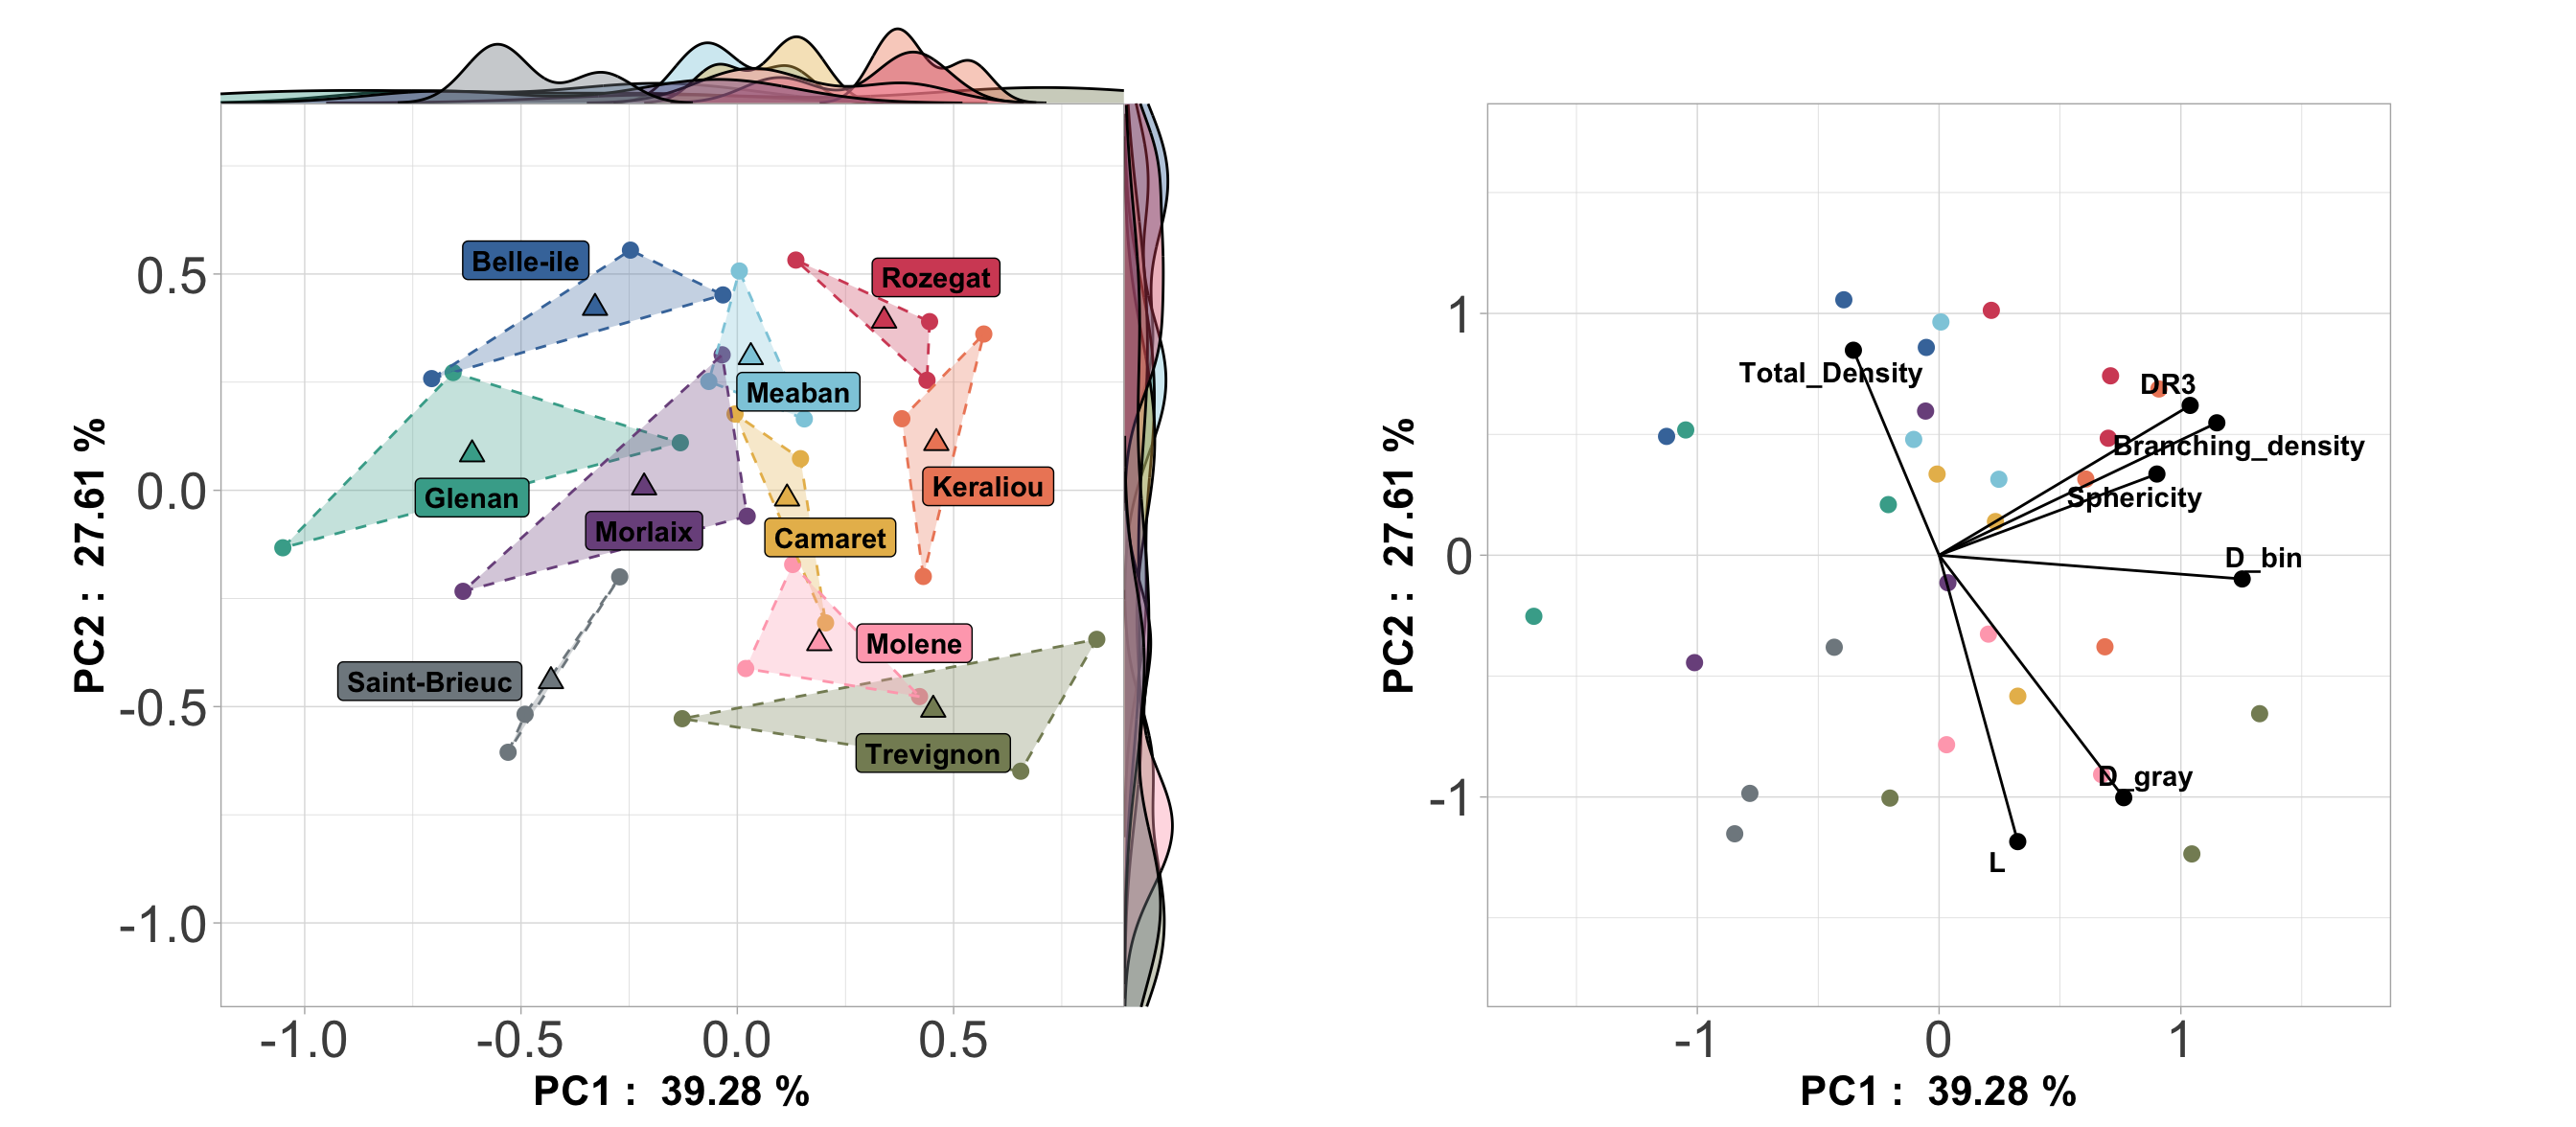 Belle-ile
Rozegat
Meaban
Glenan
Morlaix
Camaret
Keraliou
Saint-Brieuc
Molene
Trevignon
0.5
0.0
-0.5
-1.0
-1.0
-0.5
0.0
0.5
PC1 : 39.28 %
PC2 : 27.61 %
Total_Density
DR3
Branching_density
Sphericity
D_bin
D_gray
L
1
0
-1
-1
0
1
PC1 : 39.28 %
PC2 : 27.61 %